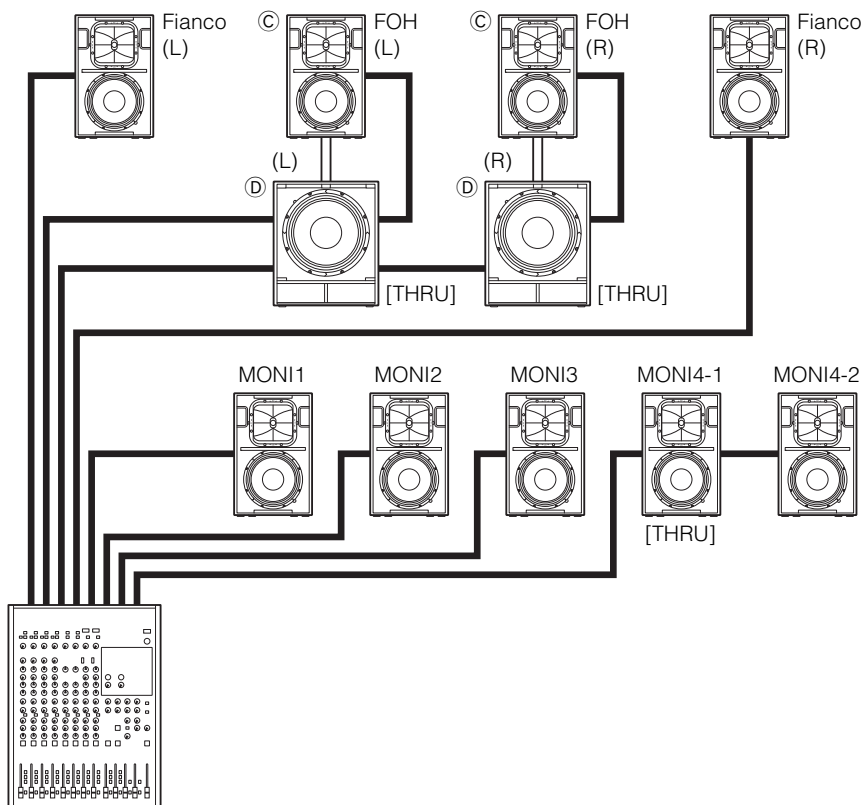 Fianco
(L)
Ⓒ FOH
(L)
Ⓒ FOH
(R)
Fianco
(R)
(L)
Ⓓ
(R)
Ⓓ
[THRU]
[THRU]
MONI1
MONI2
MONI3
MONI4-1
MONI4-2
[THRU]